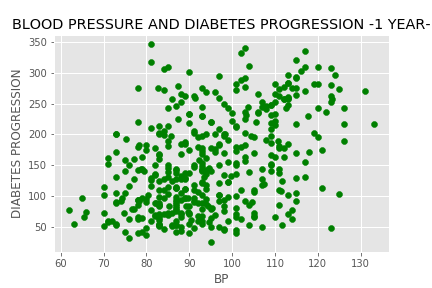 BLOOD PRESSURE AND DIABETES PROGRESSION -1 YEAR-
350
300
250
200
150
100
50
DIABETES PROGRESSION
60 70 80 90 100 110 120 130
BP